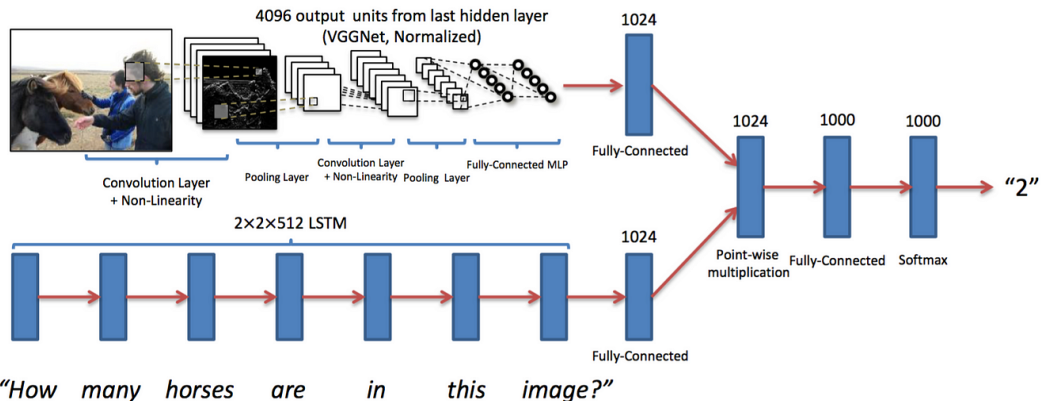 4096 output units from last hidden layer
(VGGNet, Normalized)
1024
Fully-Connected
Convolution Layer
+ Non-Linearity
Pooling Layer
Convolution Layer
+ Non-Linearity
Pooling Layer
Fully-Connected MLP
1024
Point-wise
multiplication
1000
Fully-Connected
1000
Softmax
“2”
2×2×512 LSTM
1024
Fully-Connected
“How many horses are in this image?”